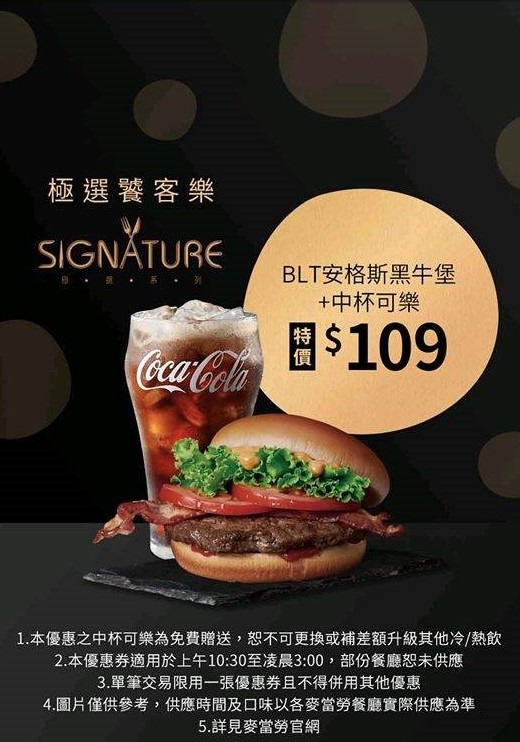 極選饕客樂
SIGNATURE
極・選・系・列
BLT安格斯黑牛堡
+中杯可樂
特價 $109
Coca-Cola
1.本優惠之中杯可樂為免費贈送，恕不可更換或補差額升級其他冷/熱飲
2.本優惠券適用於上午10:30至凌晨3:00，部份餐廳恕未供應
3.單筆交易限用一張優惠券且不得併用其他優惠
4.圖片僅供參考，供應時間及口味以各麥當勞餐廳實際供應為準
5.詳見麥當勞官網